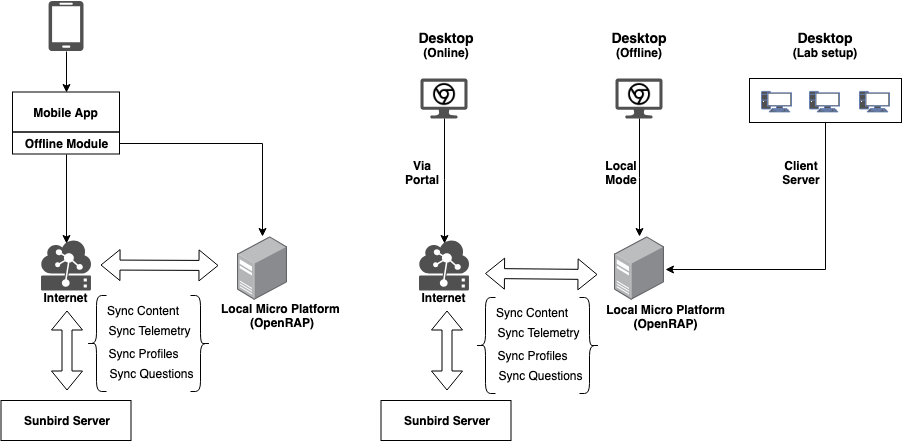 Mobile App
Offline Module
Internet
Local Micro Platform
(OpenRAP)
Sync Content
Sync Telemetry
Sync Profiles
Sync Questions
Sunbird Server
Desktop
(Online)
Desktop
(Offline)
Desktop
(Lab setup)
Via
Portal
Local
Mode
Client
Server
Internet
Local Micro Platform
(OpenRAP)
Sync Content
Sync Telemetry
Sync Profiles
Sync Questions
Sunbird Server